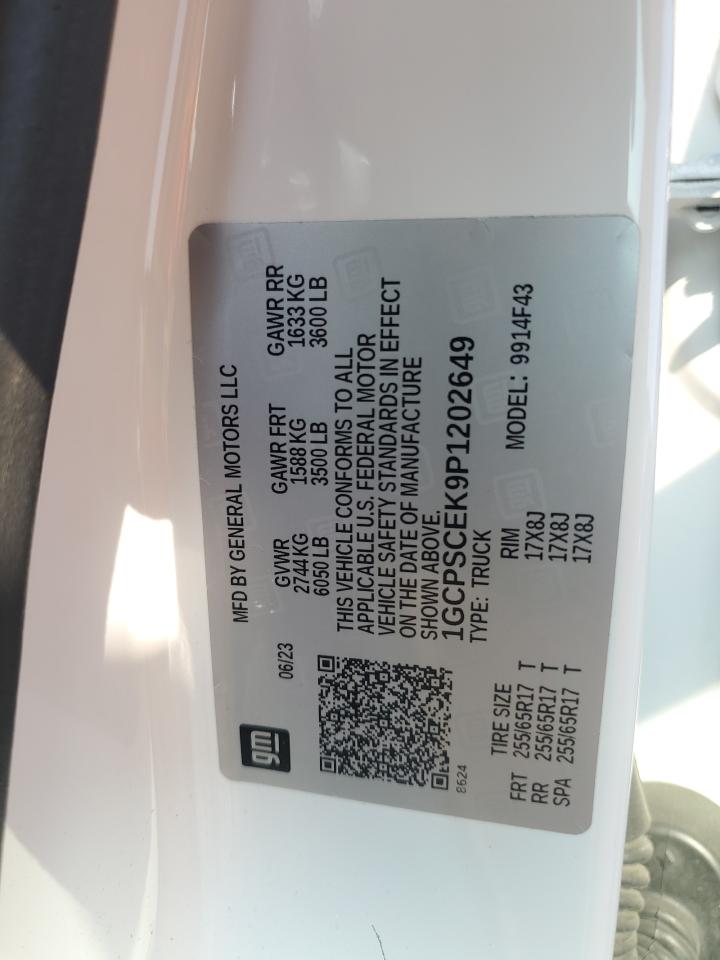 MFD BY GENERAL MOTORS LLC
gm
06/23
GVWR GAWR FRT GAWR RR
2744KG 1588 KG 1633 KG
6050 LB 3500 LB 3600 LB
THIS VEHICLE CONFORMS TO ALL
APPLICABLE U.S. FEDERAL MOTOR
VEHICLE SAFETY STANDARDS IN EFFECT
ON THE DATE OF MANUFACTURE
SHOWN ABOVE.
1GCPSCEK9P1202649
8624
TYPE: TRUCK MODEL: 9914F43
TIRE SIZE RIM
FRT 255/65R17 T 17X8J
RR 255/65R17 T 17X8J
SPA 255/65R17 T 17X8J